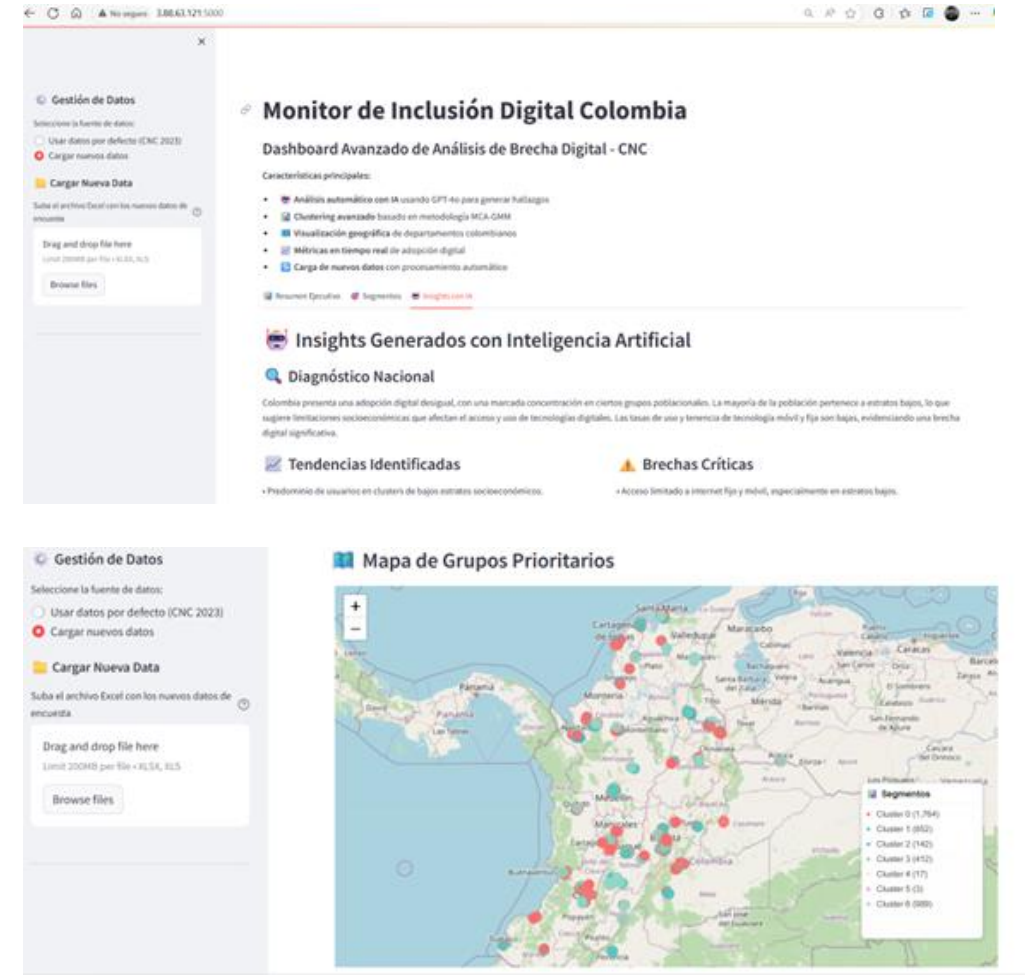 No seguro 3.88.63.121:5000
Gestión de Datos
Seleccione la fuente de datos:
Usar datos por defecto (CNC 2023)
Cargar nuevos datos
Cargar Nueva Data
Suba el archivo Excel con los nuevos datos de
encuesta
Drag and drop file here
Limit 200MB per file • XLSX, XLS
Browse files
Monitor de Inclusión Digital Colombia
Dashboard Avanzado de Análisis de Brecha Digital - CNC
Características principales:
• Análisis automático con IA usando GPT-4o para generar hallazgos
• Clustering avanzado basado en metodología MCA-GMM
• Visualización geográfica de departamentos colombianos
• Métricas en tiempo real de adopción digital
• Carga de nuevos datos con procesamiento automático
Resumen Ejecutivo Segmentos Insights con IA
Insights Generados con Inteligencia Artificial
Diagnóstico Nacional
Colombia presenta una adopción digital desigual, con una marcada concentración en ciertos grupos poblacionales. La mayoría de la población pertenece a estratos bajos, lo que
sugiere limitaciones socioeconómicas que afectan el acceso y uso de tecnologías digitales. Las tasas de uso y tenencia de tecnología móvil y fija son bajas, evidenciando una brecha
digital significativa.
Tendencias Identificadas
• Predominio de usuarios en clusters de bajos estratos socioeconómicos.
Brechas Críticas
• Acceso limitado a internet fijo y móvil, especialmente en estratos bajos.
Gestión de Datos
Seleccione la fuente de datos:
Usar datos por defecto (CNC 2023)
Cargar nuevos datos
Cargar Nueva Data
Suba el archivo Excel con los nuevos datos de
encuesta
Drag and drop file here
Limit 200MB per file • XLSX, XLS
Browse files
Mapa de Grupos Prioritarios
+
−
Santa Marta
Cartagena
de Indias
Valledupar
Maracaibo
Valencia
Caracas
Plato
Mérida
Barinas
Montería
Panamá
Panamá
David
Las Tablas
Quibdó
Medellín
Manizales
Buenaventura
Colombia
Popayán
Florencia
Segmentos
Cluster 0 (1,764)
Cluster 1 (652)
Cluster 2 (142)
Cluster 3 (412)
Cluster 4 (17)
Cluster 5 (3)
Cluster 6 (989)